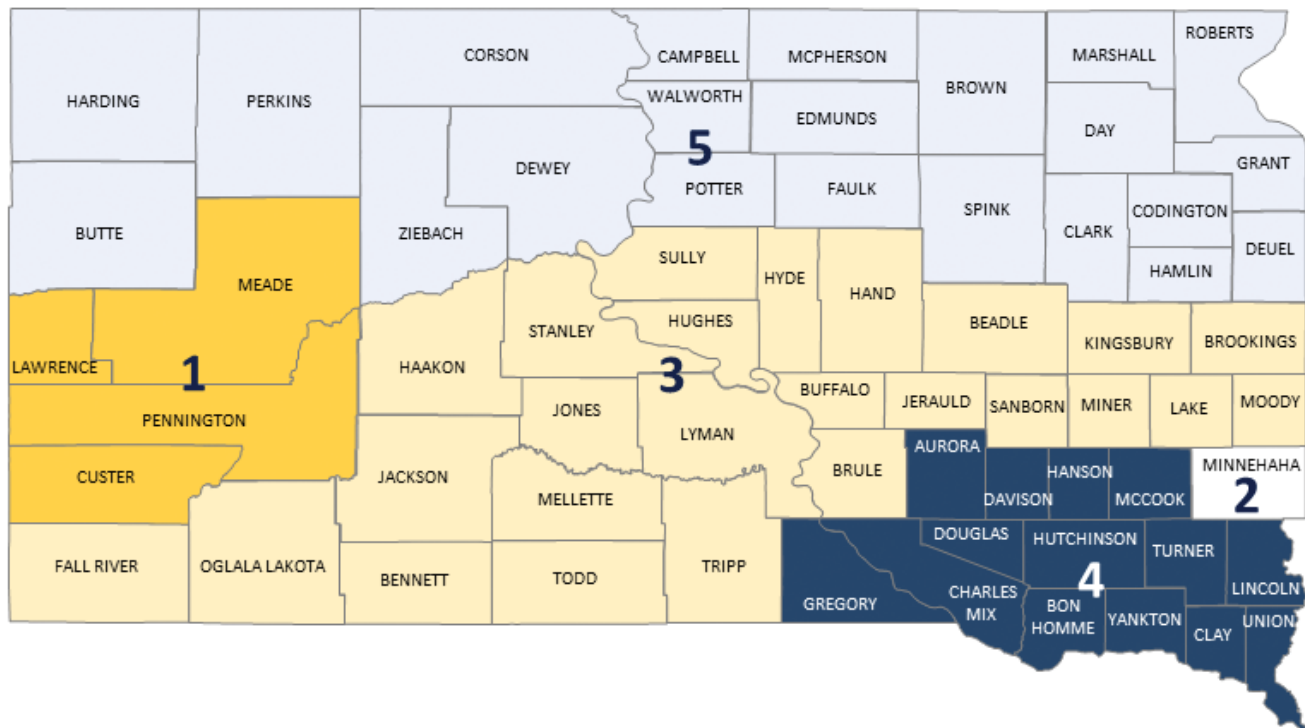 ROBERTS
CORSON
CAMPBELL
MCPHERSON
MARSHALL
HARDING
PERKINS
WALWORTH
BROWN
EDMUNDS
DAY
5
DEWEY
GRANT
POTTER
FAULK
SPINK
CODINGTON
BUTTE
ZIEBACH
CLARK
DEUEL
HAMLIN
SULLY
HYDE
MEADE
HAND
STANLEY
HUGHES
BEADLE
KINGSBURY
BROOKINGS
LAWRENCE
1
HAAKON
3
BUFFALO
JERAULD
SANBORN
MINER
LAKE
MOODY
PENNINGTON
JONES
LYMAN
AURORA
CUSTER
JACKSON
BRULE
HANSON
MINNEHAHA
2
MELLETTE
DAVISON
MCCOOK
DOUGLAS
HUTCHINSON
TURNER
FALL RIVER
OGLALA LAKOTA
BENNETT
TODD
TRIPP
4
GREGORY
CHARLES
MIX
LINCOLN
BON
HOMME
YANKTON
CLAY
UNION